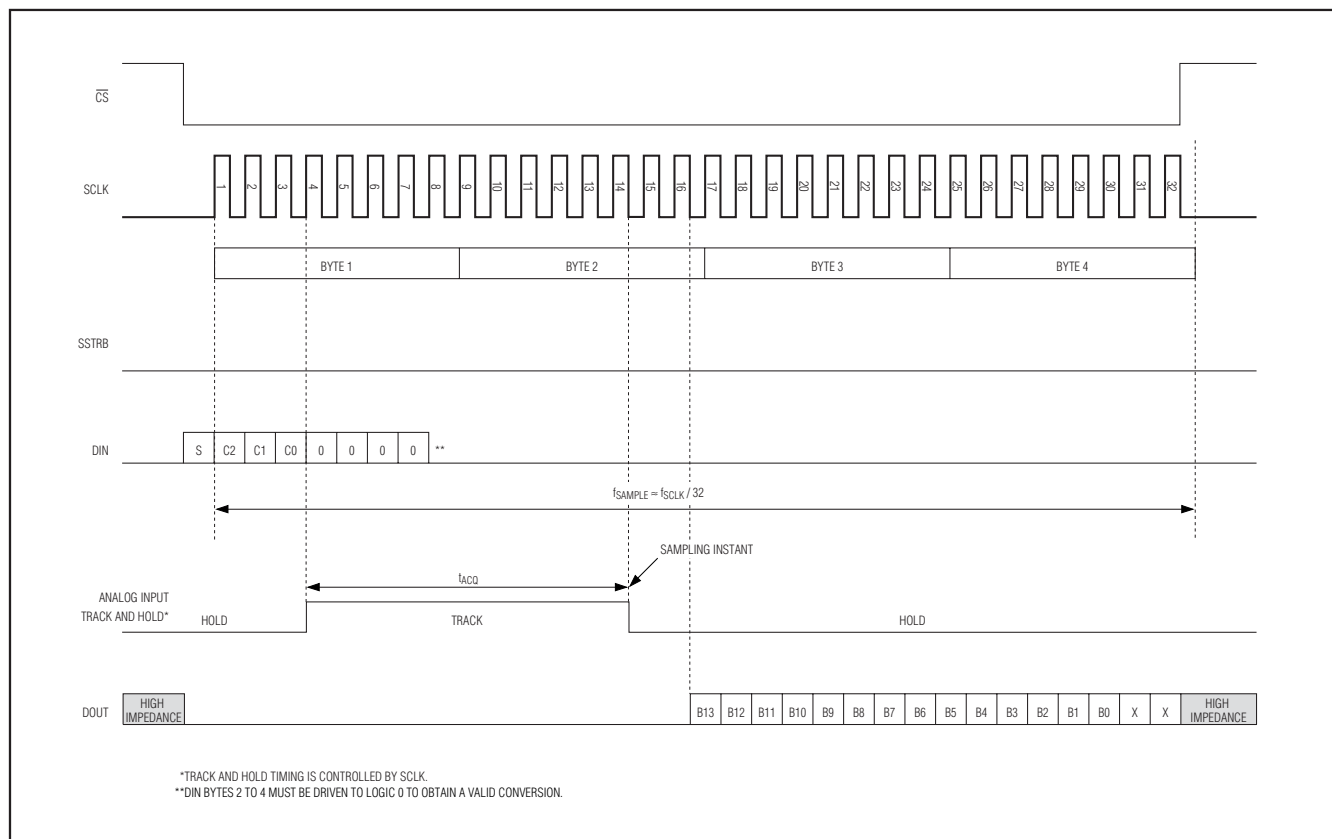 CS
SCLK
1 2 3 4 5 6 7 8 9 10 11 12 13 14 15 16 17 18 19 20 21 22 23 24 25 26 27 28 29 30 31 32
BYTE 1 BYTE 2 BYTE 3 BYTE 4
SSTRB
DIN
S C2 C1 C0 0 0 0 0 **
fSAMPLE ≈ fSCLK / 32
SAMPLING INSTANT
tACQ
ANALOG INPUT
TRACK AND HOLD*
HOLD TRACK HOLD
DOUT
HIGH
IMPEDANCE
B13 B12 B11 B10 B9 B8 B7 B6 B5 B4 B3 B2 B1 B0 X X
HIGH
IMPEDANCE
*TRACK AND HOLD TIMING IS CONTROLLED BY SCLK.
**DIN BYTES 2 TO 4 MUST BE DRIVEN TO LOGIC 0 TO OBTAIN A VALID CONVERSION.